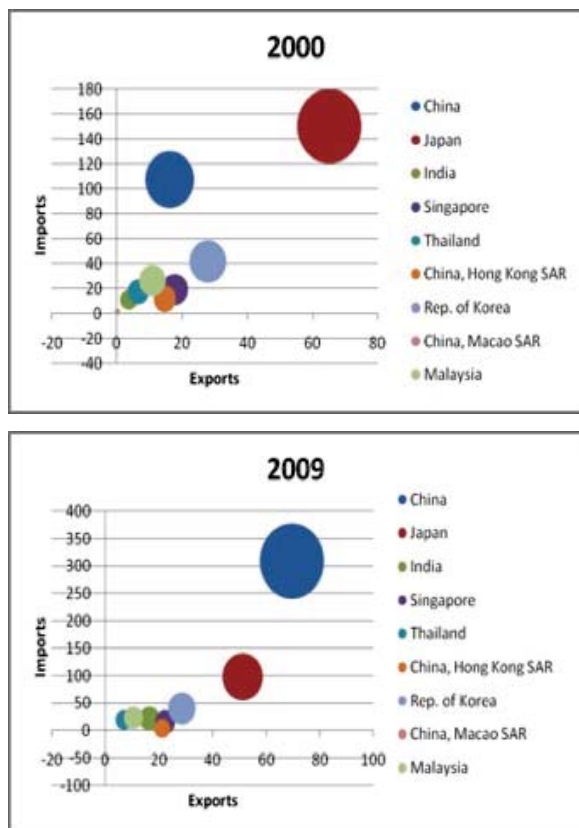 2000
180
160
140
120
100
80
60
40
20
0
-20
-40
-20 0 20 40 60 80
Imports
Exports
China
Japan
India
Singapore
Thailand
China, Hong Kong SAR
Rep. of Korea
China, Macao SAR
Malaysia
2009
400
350
300
250
200
150
100
50
0
-50
-100
0 20 40 60 80 100
Imports
Exports
China
Japan
India
Singapore
Thailand
China, Hong Kong SAR
Rep. of Korea
China, Macao SAR
Malaysia